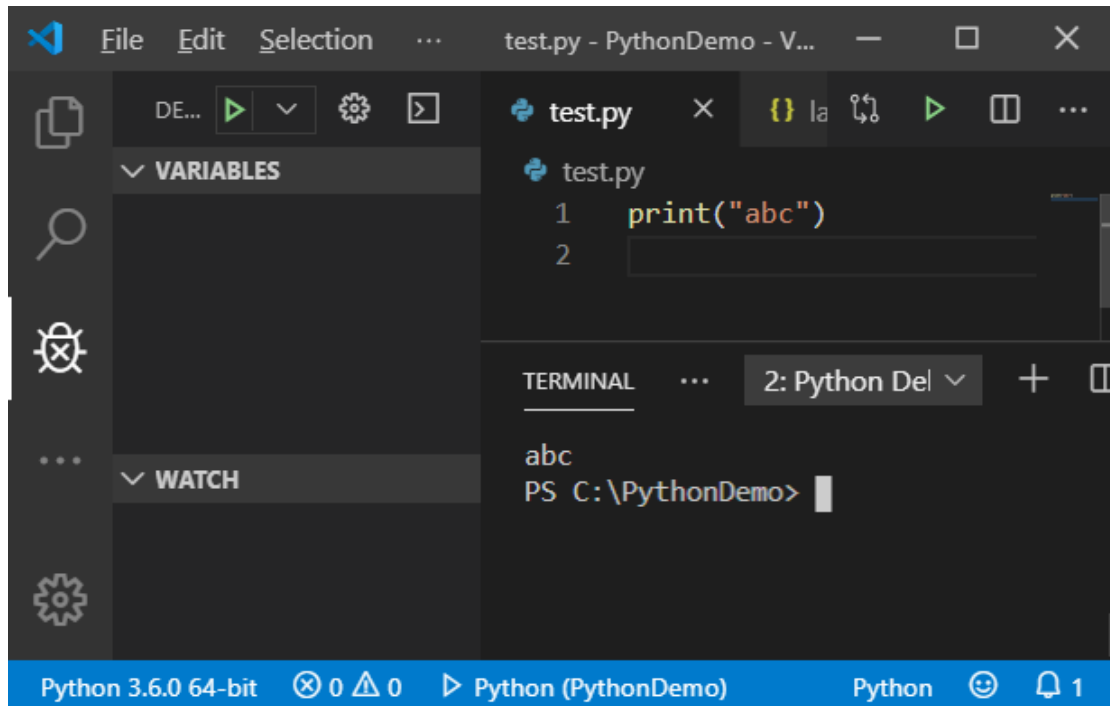 File Edit Selection ··· test.py - PythonDemo - V...
DE...
test.py {} la
VARIABLES
test.py
1 print("abc")
2
TERMINAL ··· 2: Python Del
abc
PS C:\PythonDemo>
WATCH
Python 3.6.0 64-bit 0 0 Python (PythonDemo) Python 1